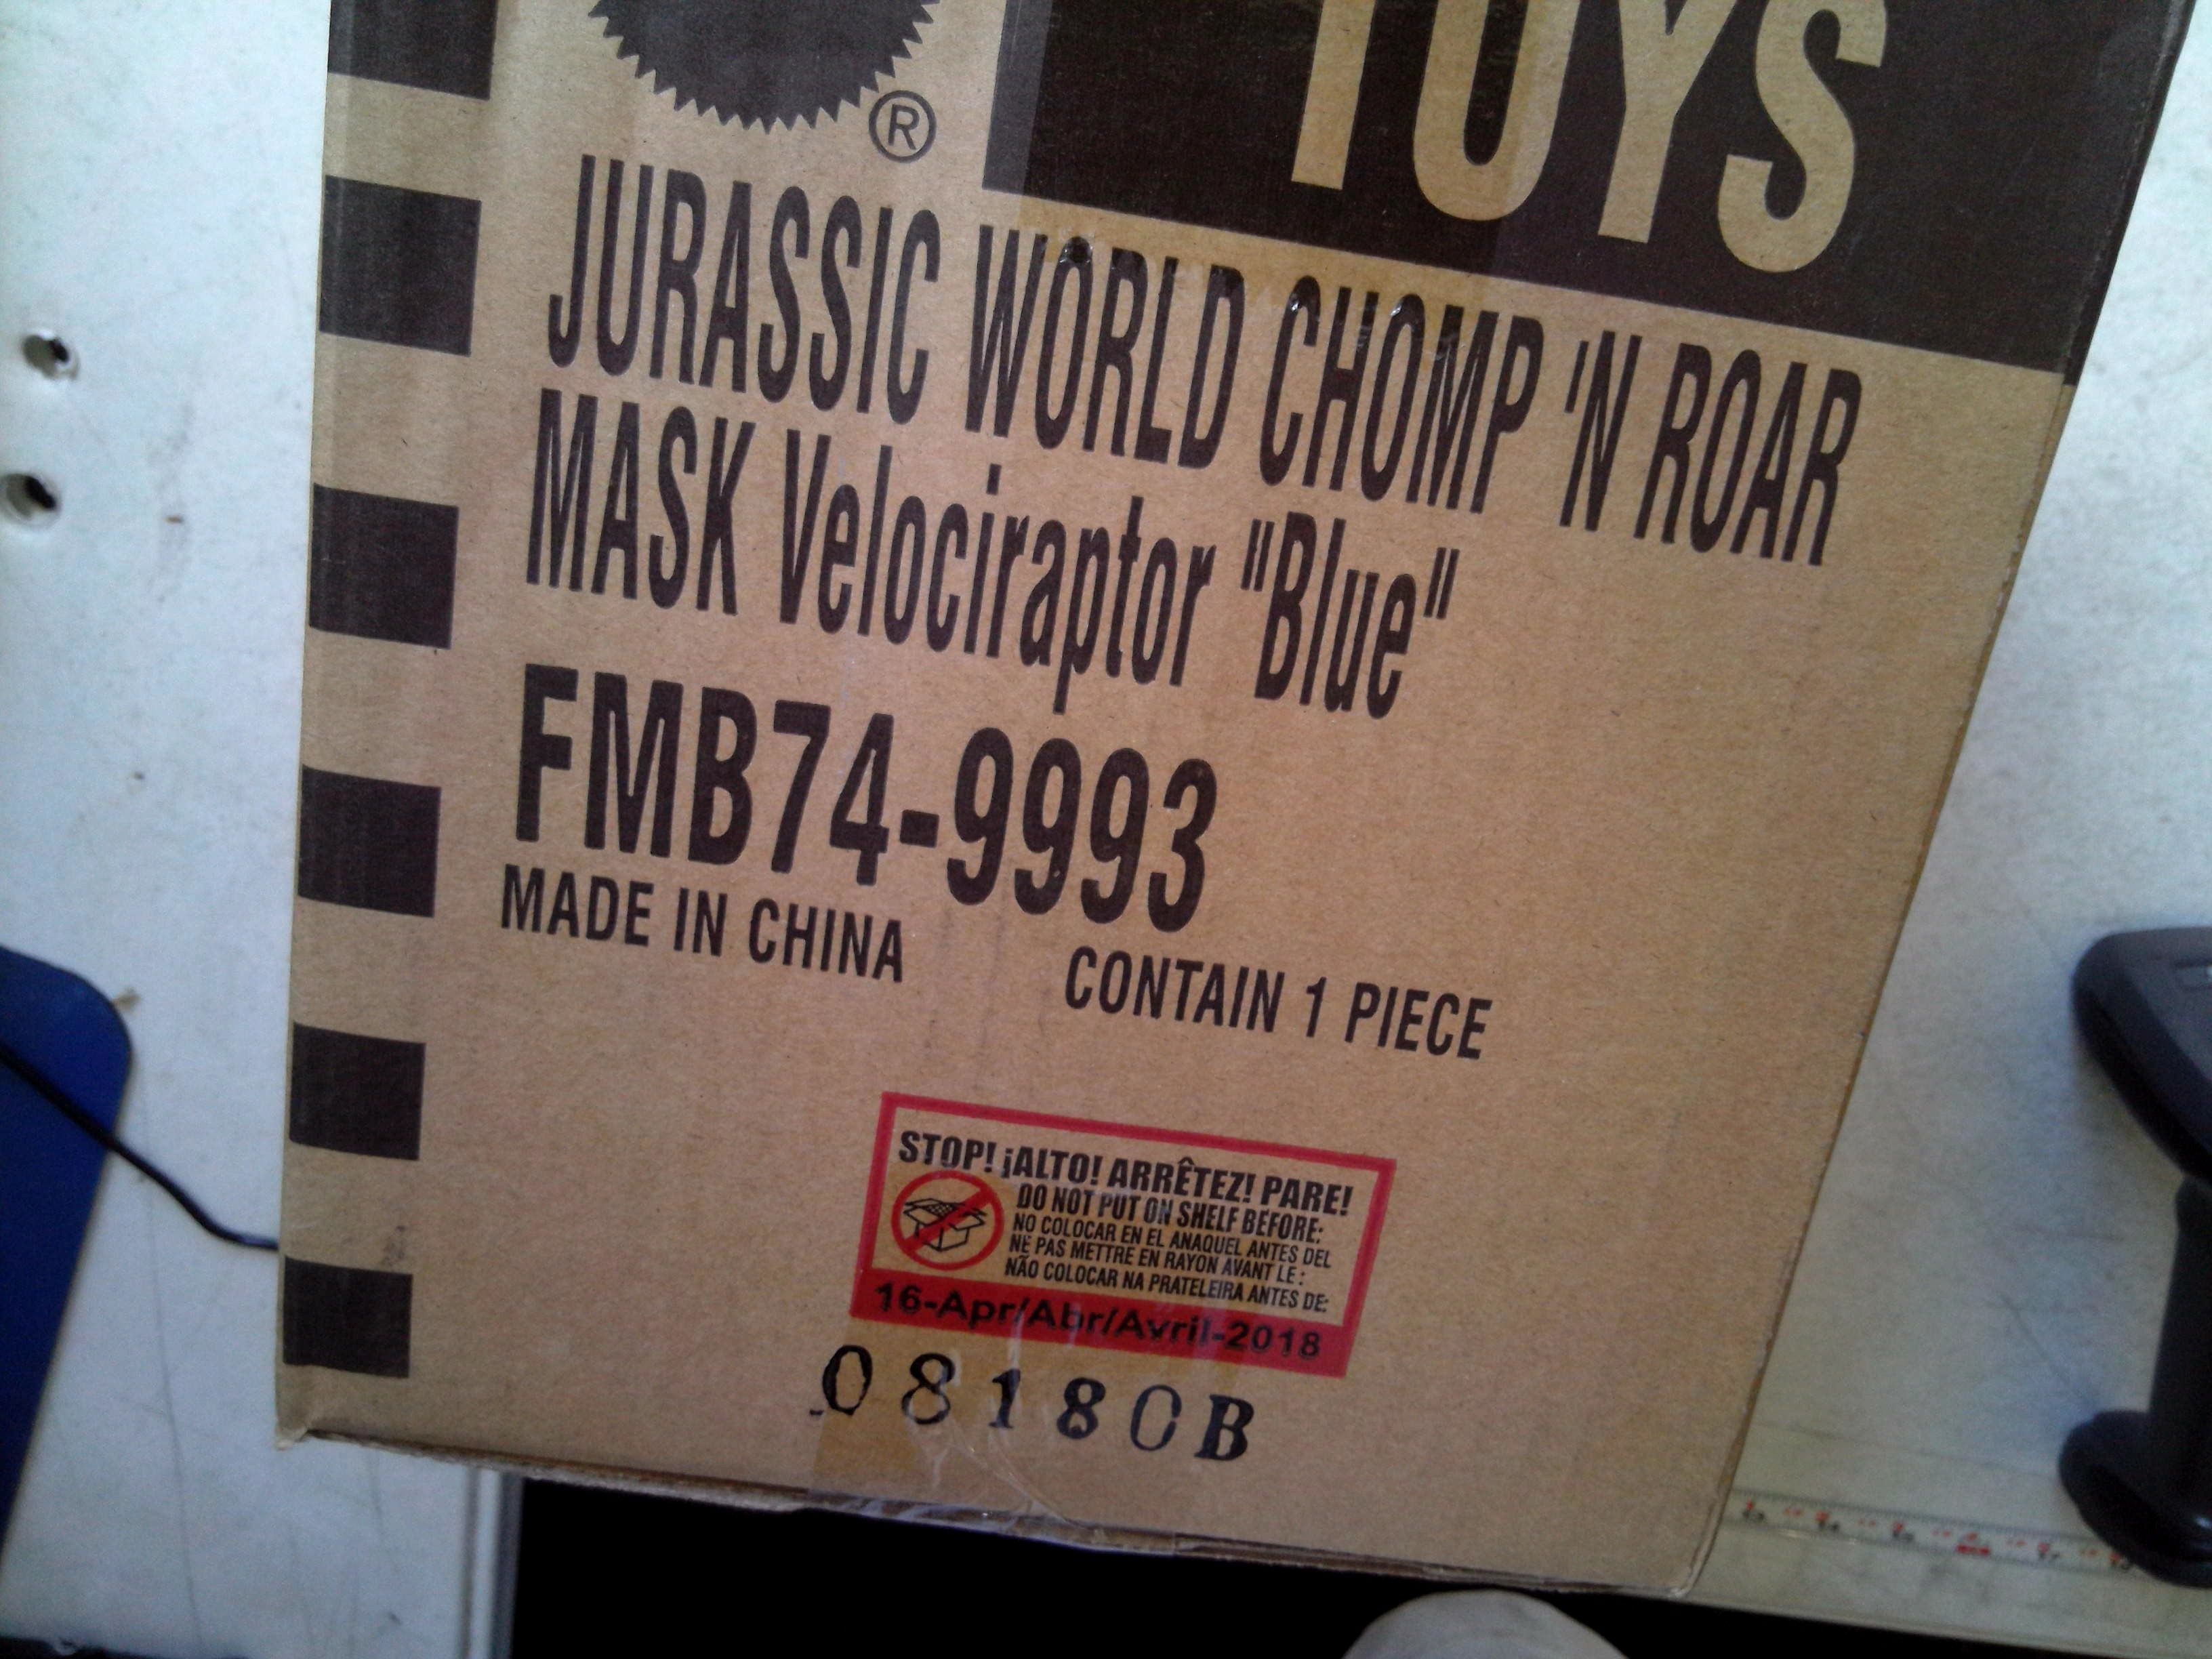 ®
TOYS
JURASSIC WORLD CHOMP 'N ROAR
MASK Velociraptor "Blue"
FMB74-9993
MADE IN CHINA CONTAIN 1 PIECE
STOP! ¡ALTO! ARRÊTEZ! PARE!
DO NOT PUT ON SHELF BEFORE:
NO COLOCAR EN EL ANAQUEL ANTES DEL
NE PAS METTRE EN RAYON AVANT LE :
NÃO COLOCAR NA PRATELEIRA ANTES DE:
16-Apr/Abr/Avril-2018
08180B